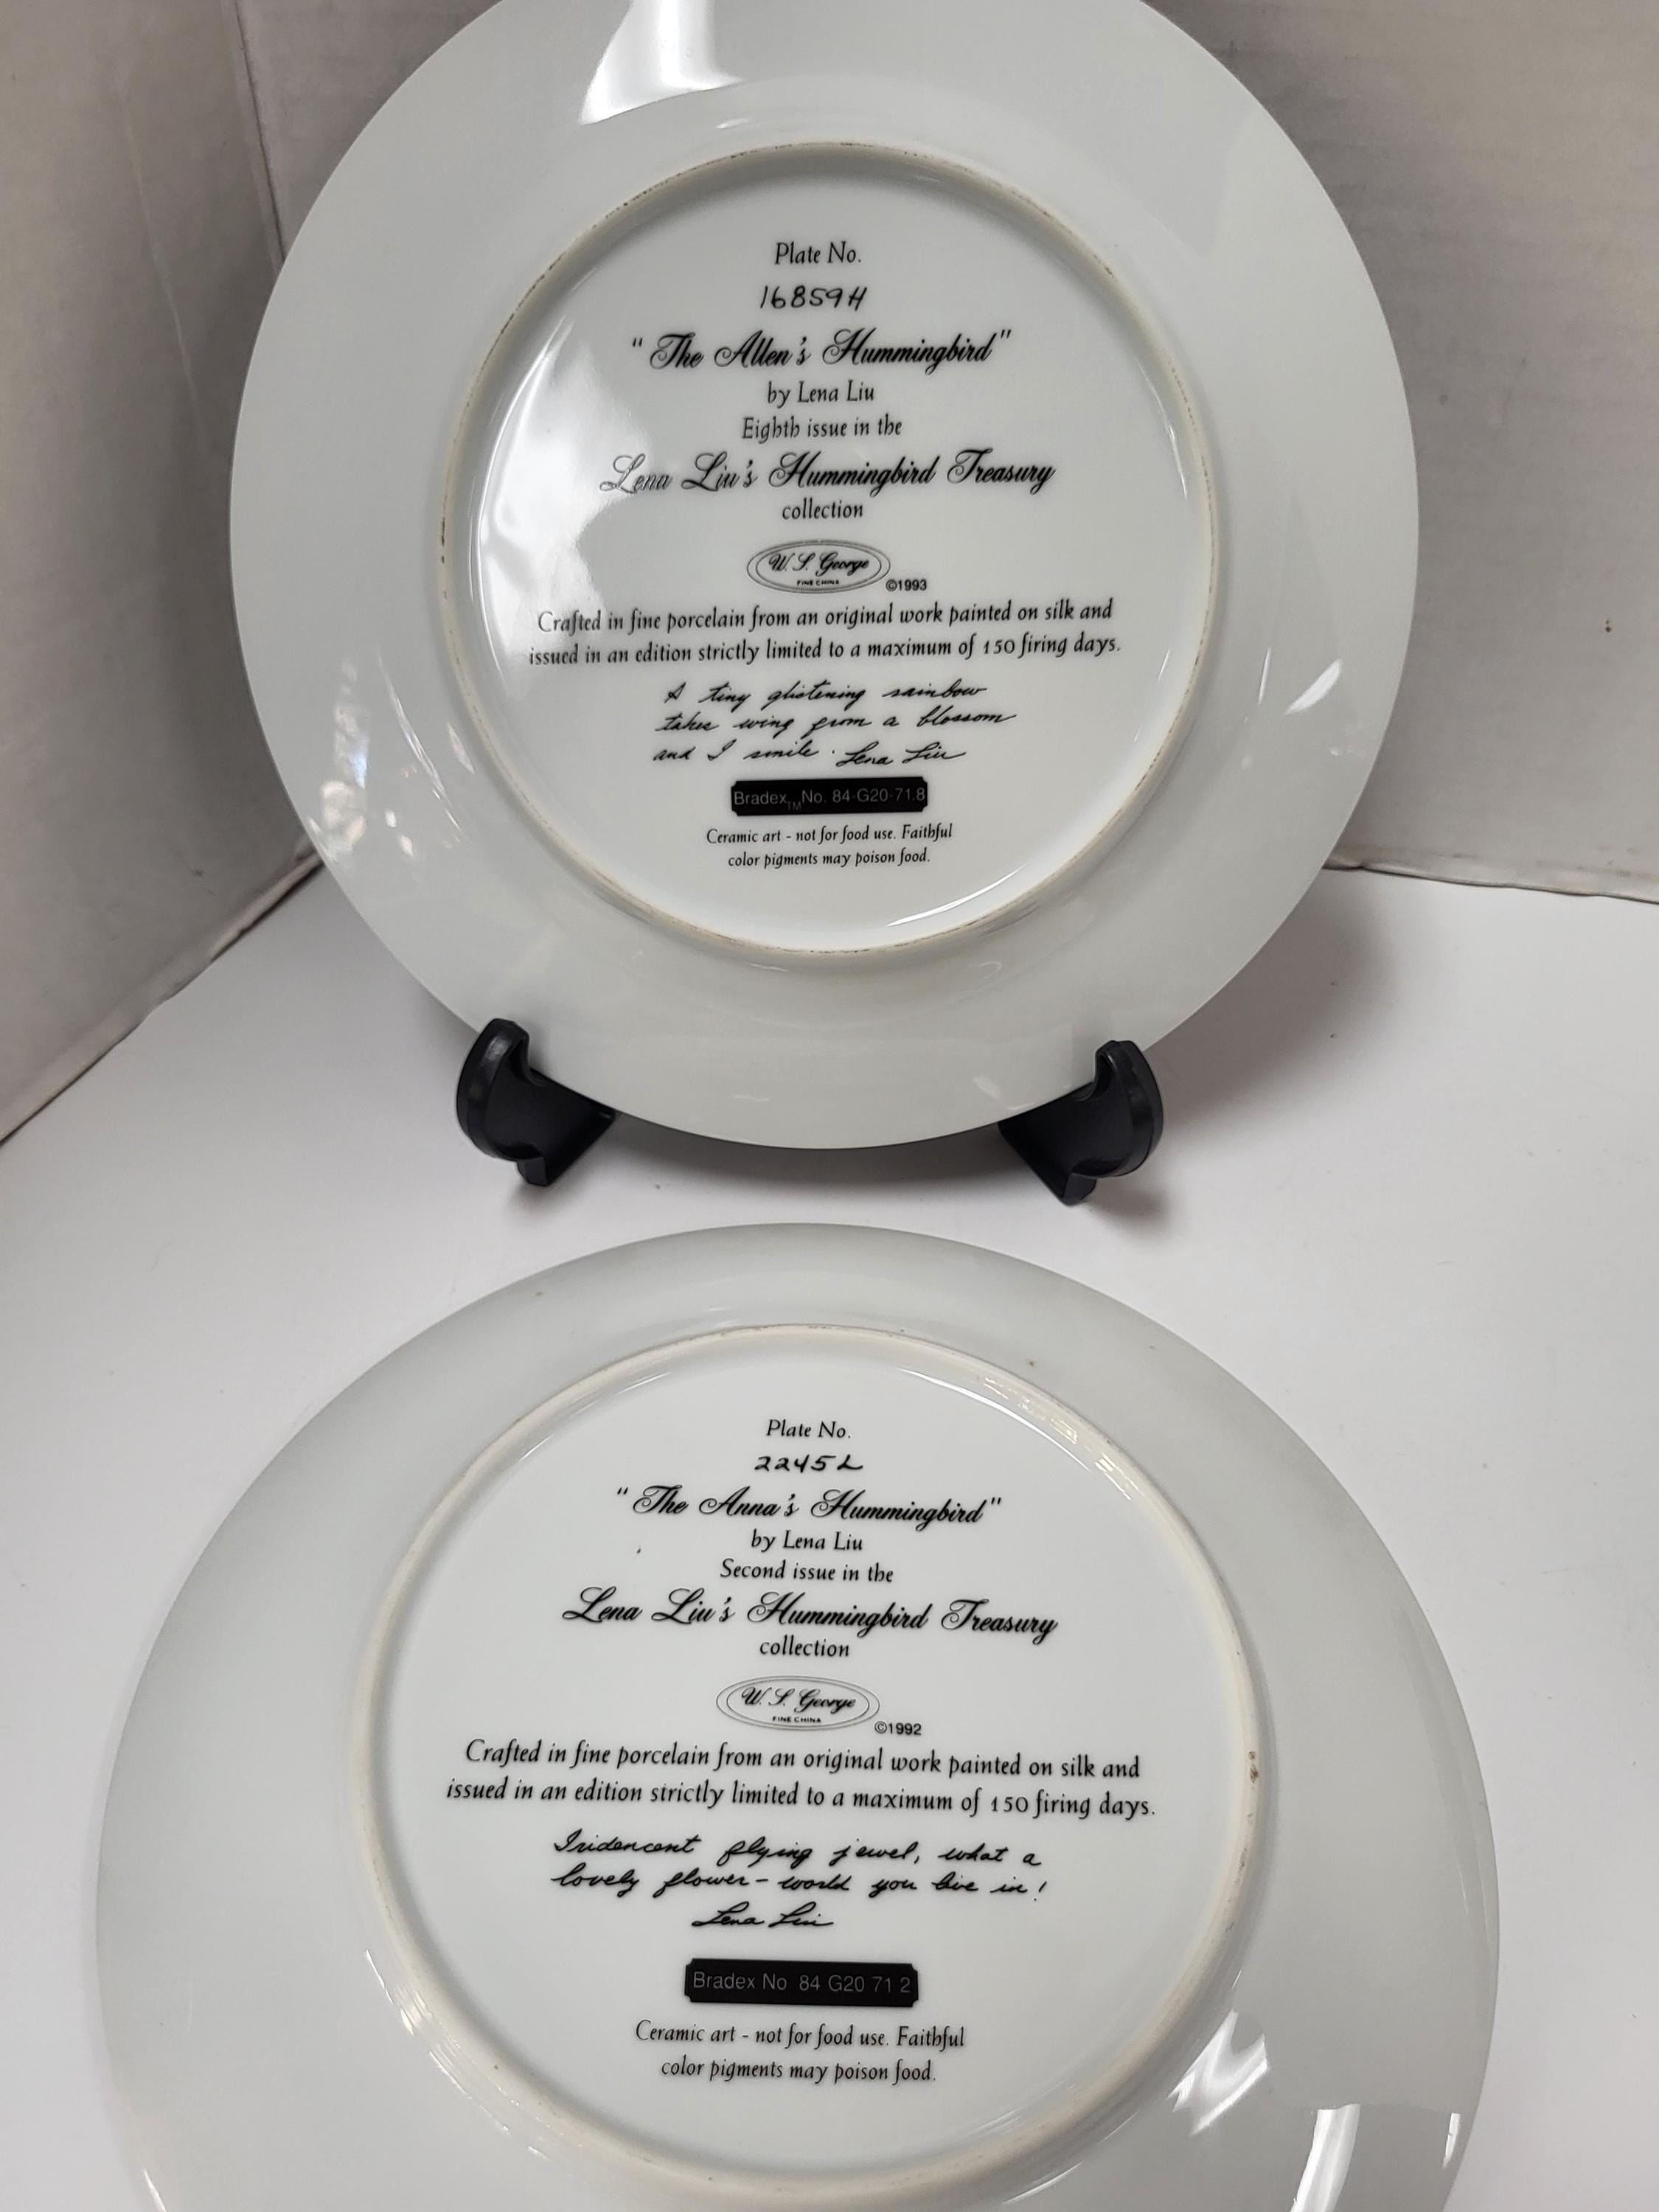 Plate No.
16859H
"The Allen's Hummingbird"
by Lena Liu
Eighth issue in the
Lena Liu's Hummingbird Treasury
collection
W. S. George
FINE CHINA
©1993
Crafted in fine porcelain from an original work painted on silk and
issued in an edition strictly limited to a maximum of 150 firing days.
A tiny glistening rainbow
takes wing from a blossom
and I smile. Lena Liu
Bradex™ No. 84-G20-71.8
Ceramic art - not for food use. Faithful
color pigments may poison food.
Plate No.
2245L
"The Anna's Hummingbird"
by Lena Liu
Second issue in the
Lena Liu's Hummingbird Treasury
collection
W. S. George
FINE CHINA
©1992
Crafted in fine porcelain from an original work painted on silk and
issued in an edition strictly limited to a maximum of 150 firing days.
Iridencent flying jewel, what a
lovely flower - world you live in!
Lena Liu
Bradex No 84 G20 71 2
Ceramic art - not for food use. Faithful
color pigments may poison food.